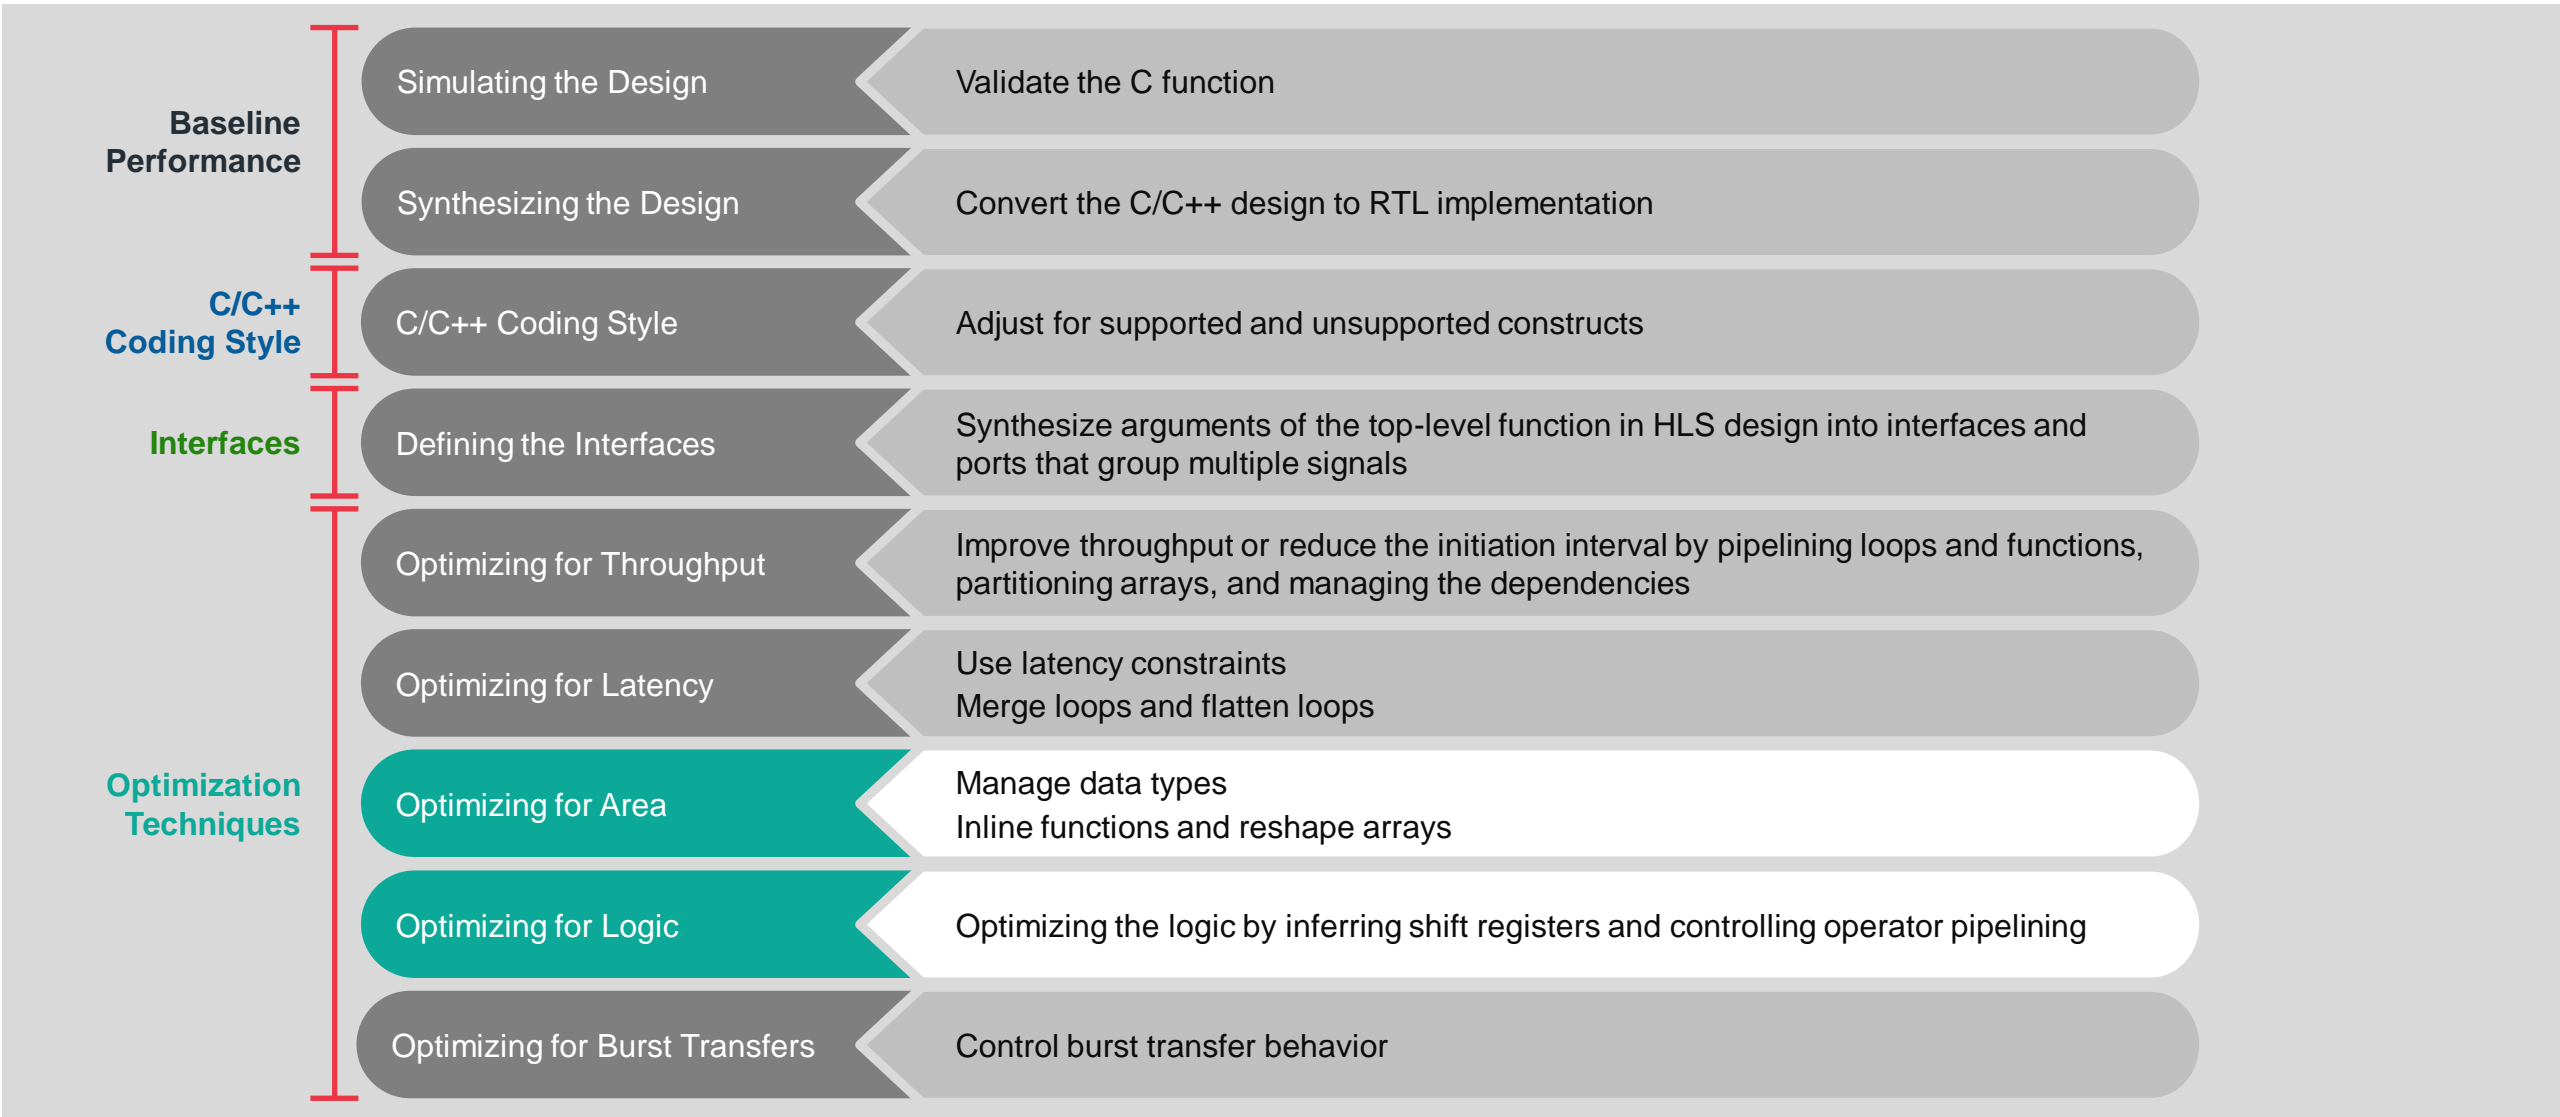 Baseline
Performance
Simulating the Design
Validate the C function
Synthesizing the Design
Convert the C/C++ design to RTL implementation
C/C++
Coding Style
C/C++ Coding Style
Adjust for supported and unsupported constructs
Interfaces
Defining the Interfaces
Synthesize arguments of the top-level function in HLS design into interfaces and
ports that group multiple signals
Optimization
Techniques
Optimizing for Throughput
Improve throughput or reduce the initiation interval by pipelining loops and functions,
partitioning arrays, and managing the dependencies
Optimizing for Latency
Use latency constraints
Merge loops and flatten loops
Optimizing for Area
Manage data types
Inline functions and reshape arrays
Optimizing for Logic
Optimizing the logic by inferring shift registers and controlling operator pipelining
Optimizing for Burst Transfers
Control burst transfer behavior